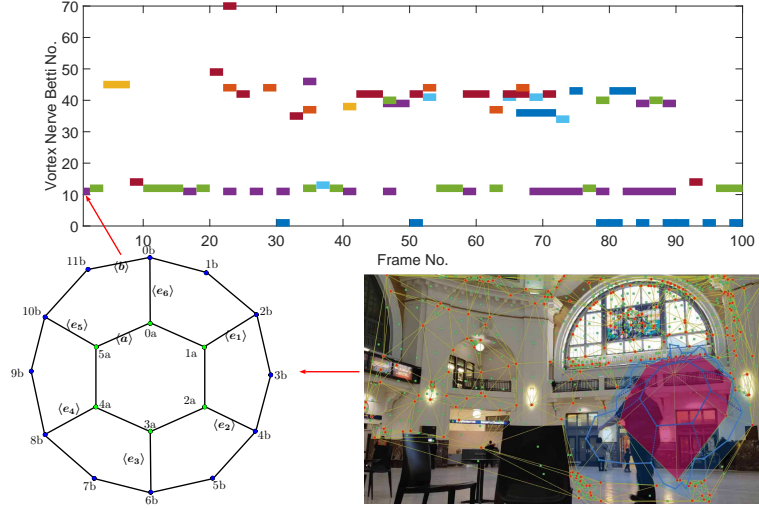 70
60
50
40
30
20
10
0
Vortex Nerve Betti No.
10 20 30 40 50 60 70 80 90 100
Frame No.
0b
11b ⟨b⟩ 1b
10b ⟨e₆⟩ 2b
⟨e₅⟩ ⟨a⟩ 0a ⟨e₁⟩
5a 1a
9b 3b
4a 2a
⟨e₄⟩ 3a ⟨e₂⟩
8b 4b
⟨e₃⟩
7b 5b
6b